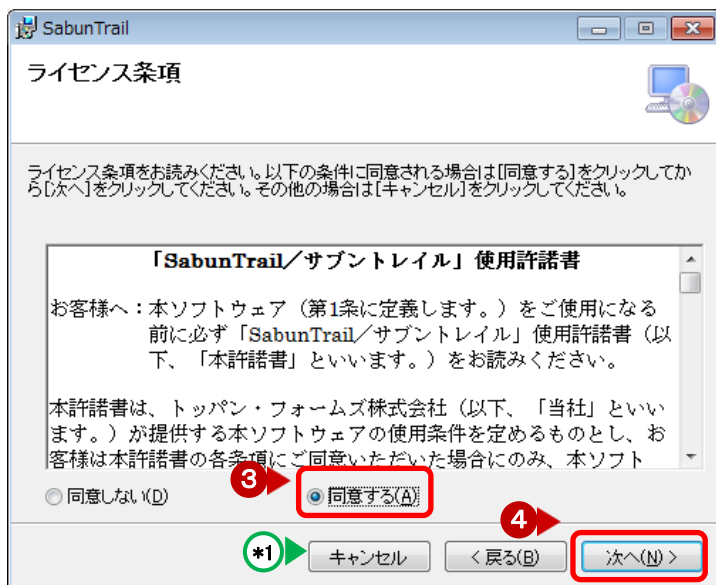 SabunTrail
ライセンス条項
ライセンス条項をお読みください。以下の条件に同意される場合は[同意する]をクリックしてか
ら[次へ]をクリックしてください。その他の場合は[キャンセル]をクリックしてください。
「SabunTrail／サブントレイル」使用許諾書
お客様へ：本ソフトウェア（第1条に定義します。）をご使用になる
前に必ず「SabunTrail／サブントレイル」使用許諾書（以
下、「本許諾書」といいます。）をお読みください。
本許諾書は、トッパン・フォームズ株式会社（以下、「当社」といい
ます。）が提供する本ソフトウェアの使用条件を定めるものとし、お
客様は本許諾書の各条項にご同意いただいた場合にのみ、本ソフト
3
同意しない(D)
同意する(A)
4
*1
キャンセル
< 戻る(B)
次へ(N) >